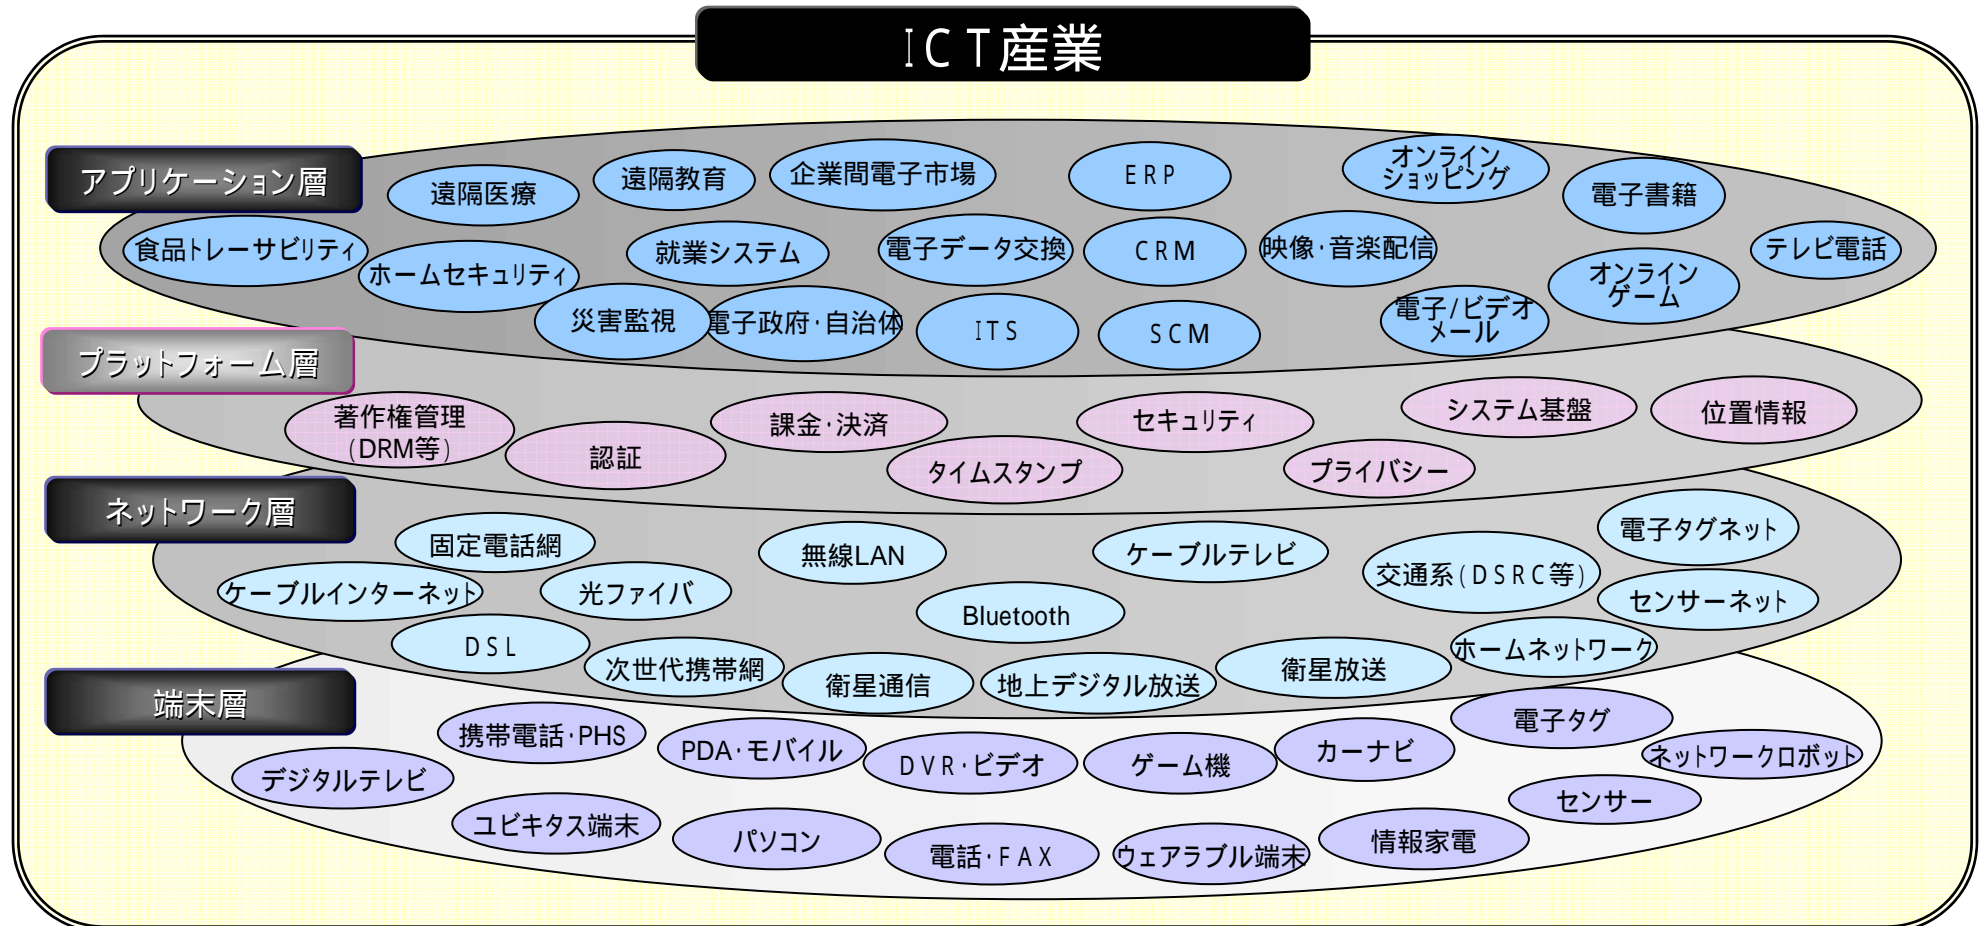 ICT産業
アプリケーション層
遠隔医療
遠隔教育
企業間電子市場
ERP
オンライン
ショッピング
電子書籍
食品トレーサビリティ
ホームセキュリティ
就業システム
電子データ交換
CRM
映像・音楽配信
オンライン
ゲーム
テレビ電話
災害監視
電子政府・自治体
ITS
SCM
電子/ビデオ
メール
プラットフォーム層
著作権管理
(DRM等)
認証
課金・決済
タイムスタンプ
セキュリティ
プライバシー
システム基盤
位置情報
ネットワーク層
固定電話網
無線LAN
ケーブルテレビ
交通系(DSRC等)
電子タグネット
ケーブルインターネット
光ファイバ
Bluetooth
センサーネット
DSL
次世代携帯網
衛星通信
地上デジタル放送
衛星放送
ホームネットワーク
端末層
携帯電話・PHS
PDA・モバイル
DVR・ビデオ
ゲーム機
カーナビ
電子タグ
ネットワークロボット
デジタルテレビ
ユビキタス端末
パソコン
電話・FAX
ウェアラブル端末
情報家電
センサー